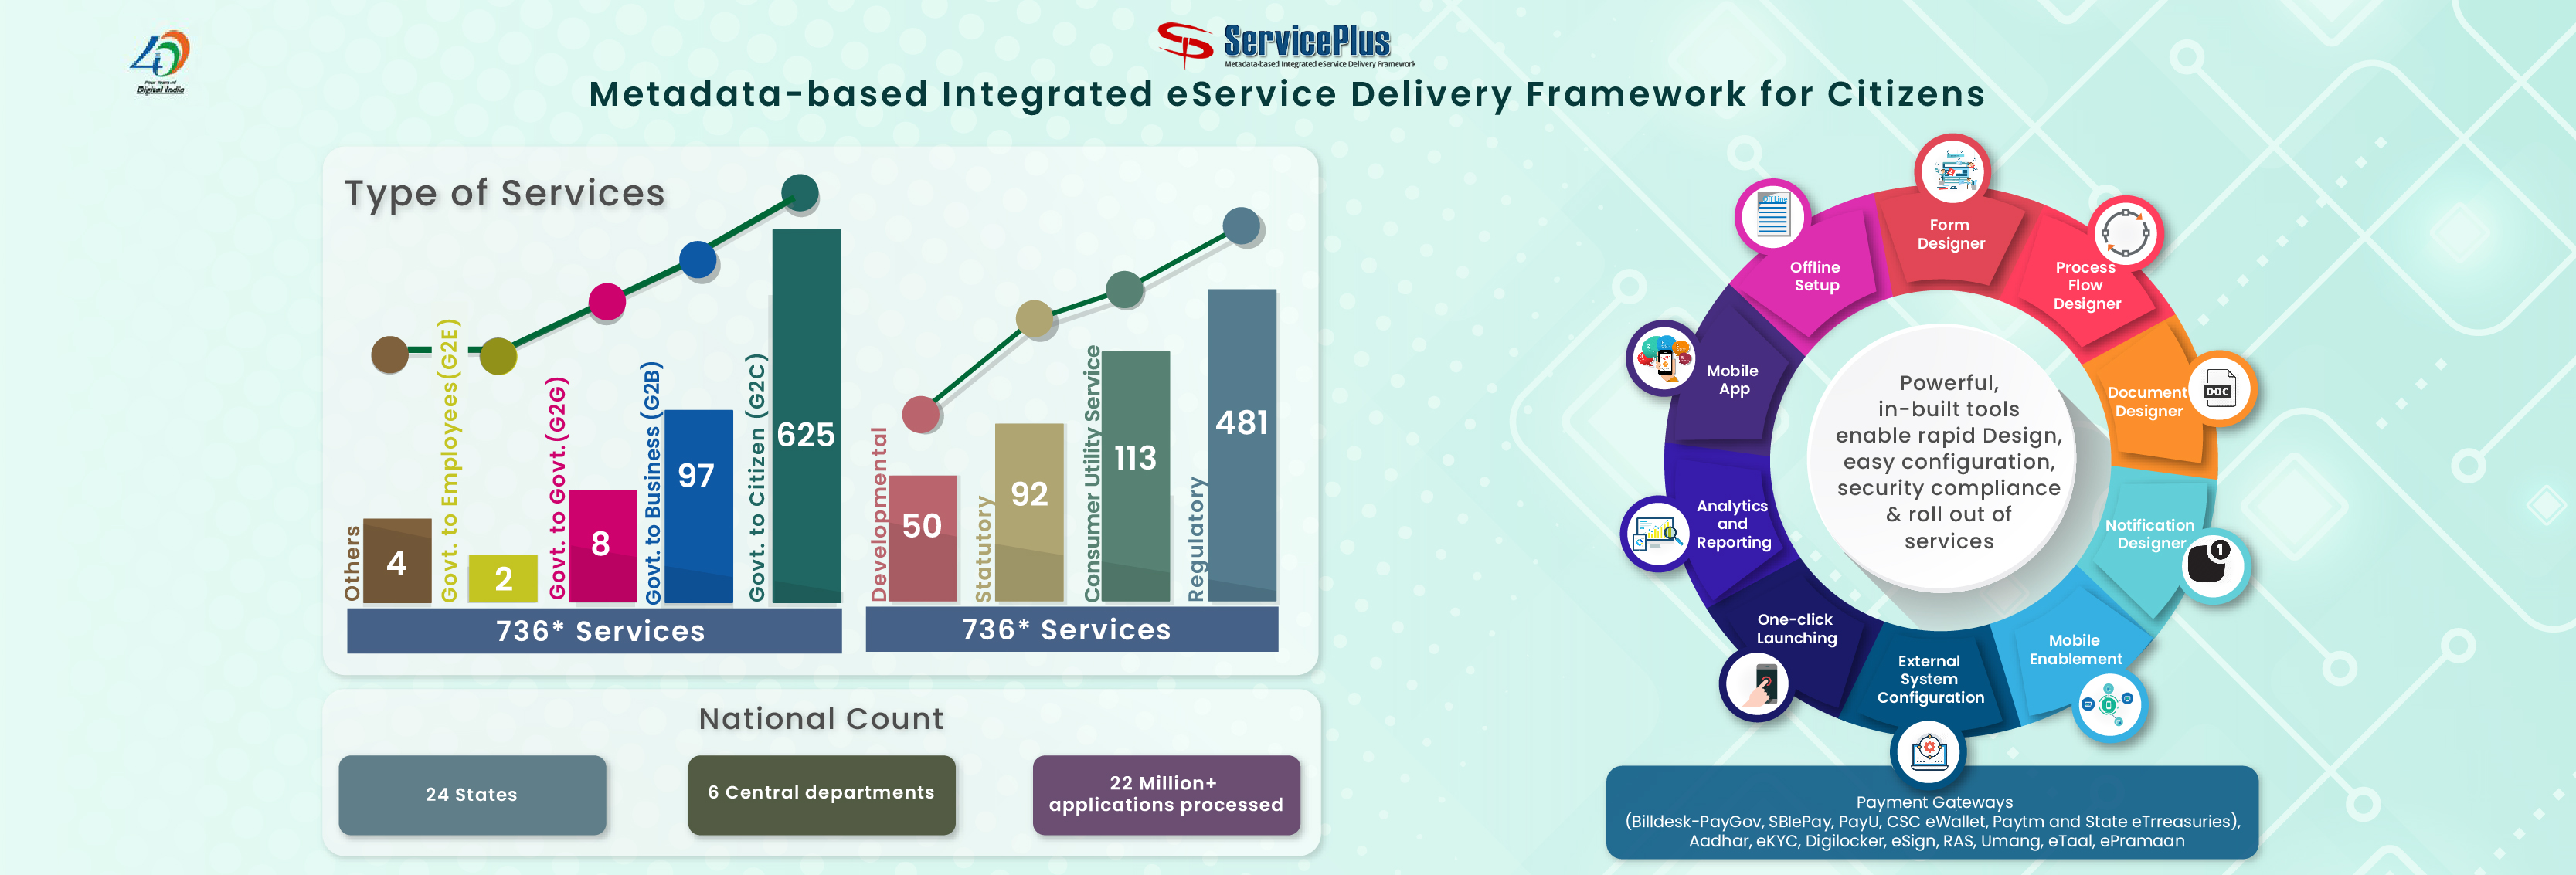 40
Four Years of
Digital India
ServicePlus
Metadata-based Integrated eService Delivery Framework
Metadata-based Integrated eService Delivery Framework for Citizens
Type of Services
Others
4
Govt. to Employees(G2E)
2
Govt. to Govt.(G2G)
8
Govt. to Business (G2B)
97
Govt. to Citizen (G2C)
625
736* Services
Developmental
50
Statutory
92
Consumer Utility Service
113
Regulatory
481
736* Services
National Count
24 States
6 Central departments
22 Million+
applications processed
Form
Designer
Process
Flow
Designer
Document
Designer
DOC
Notification
Designer
1
Mobile
Enablement
External
System
Configuration
One-click
Launching
Analytics
and
Reporting
Mobile
App
Offline
Setup
Off Line
Powerful,
in-built tools
enable rapid Design,
easy configuration,
security compliance
& roll out of
services
Payment Gateways
(Billdesk-PayGov, SBIePay, PayU, CSC eWallet, Paytm and State eTrreasuries),
Aadhar, eKYC, Digilocker, eSign, RAS, Umang, eTaal, ePramaan